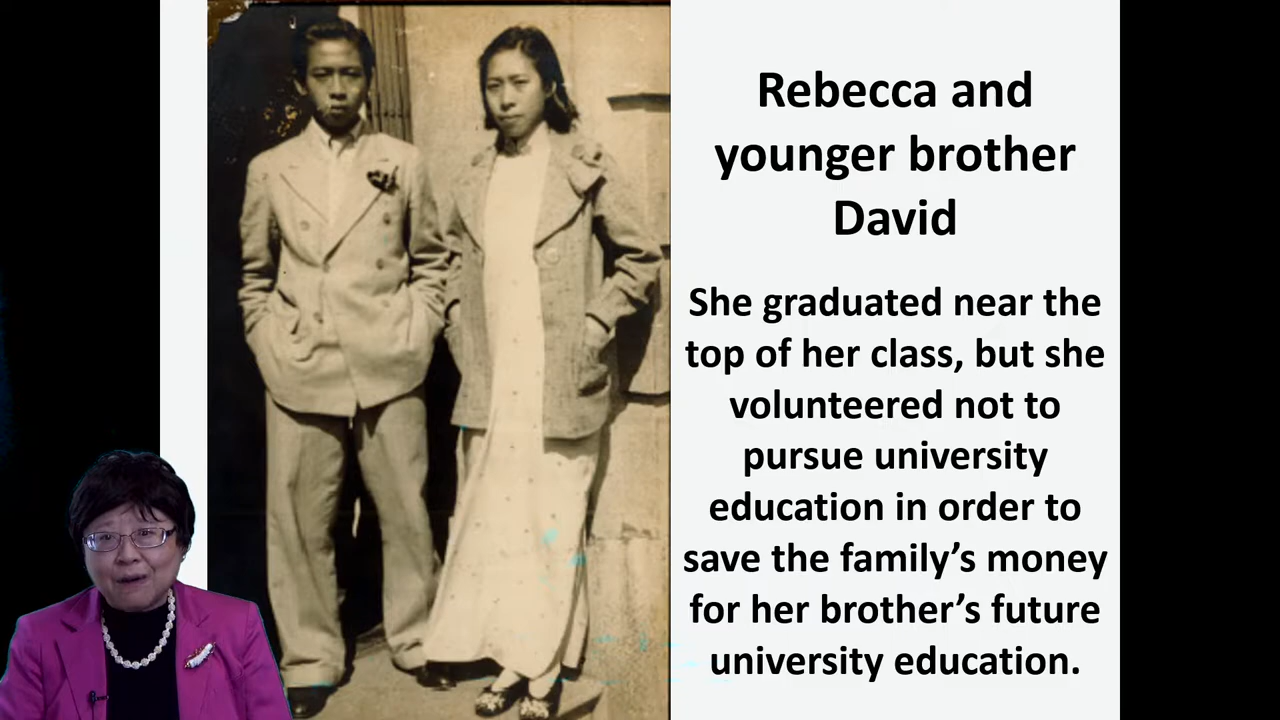 Rebecca and
younger brother
David
She graduated near the
top of her class, but she
volunteered not to
pursue university
education in order to
save the family’s money
for her brother’s future
university education.